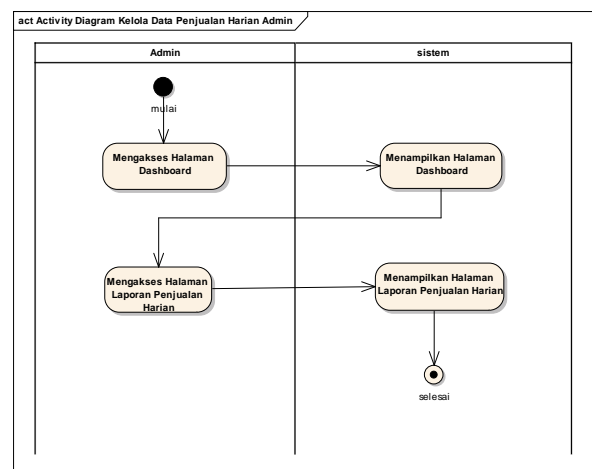 act Activity Diagram Kelola Data Penjualan Harian Admin
Admin
sistem
mulai
Mengakses Halaman
Dashboard
Menampilkan Halaman
Dashboard
Mengakses Halaman
Laporan Penjualan
Harian
Menampilkan Halaman
Laporan Penjualan Harian
selesai